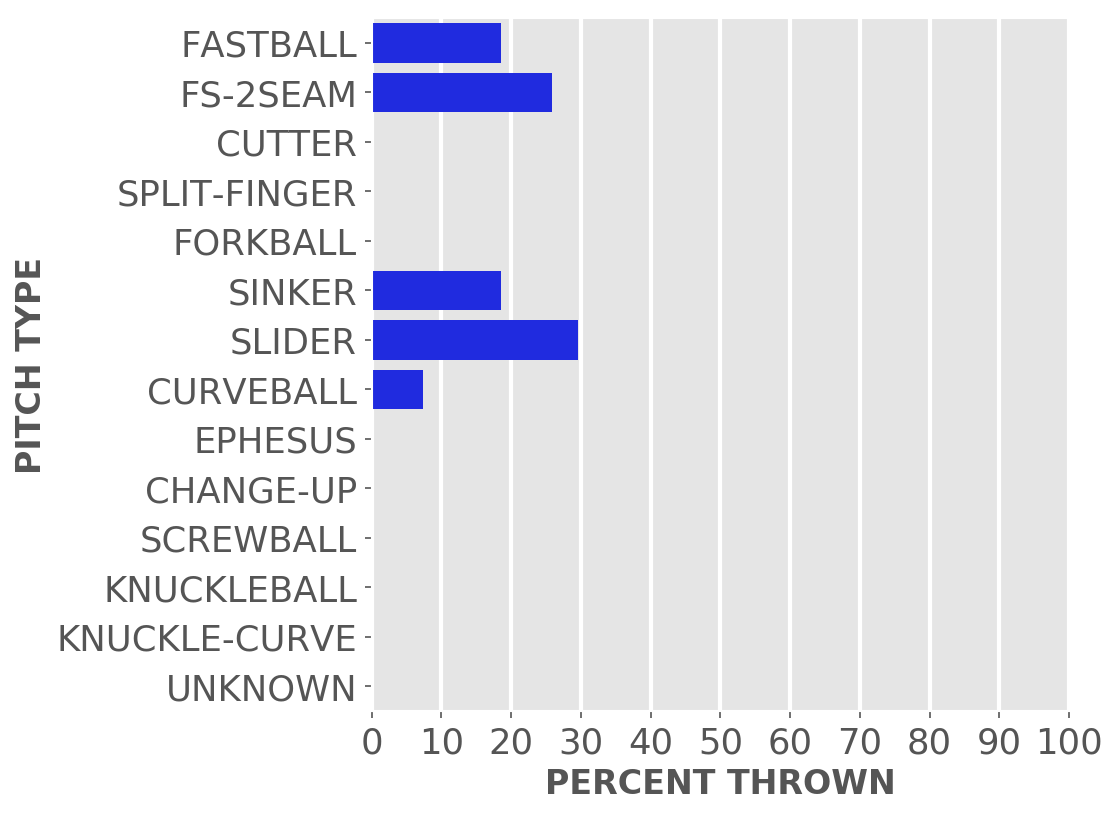 FASTBALL
FS-2SEAM
CUTTER
SPLIT-FINGER
FORKBALL
SINKER
SLIDER
CURVEBALL
EPHESUS
CHANGE-UP
SCREWBALL
KNUCKLEBALL
KNUCKLE-CURVE
UNKNOWN
PITCH TYPE
0 10 20 30 40 50 60 70 80 90 100
PERCENT THROWN